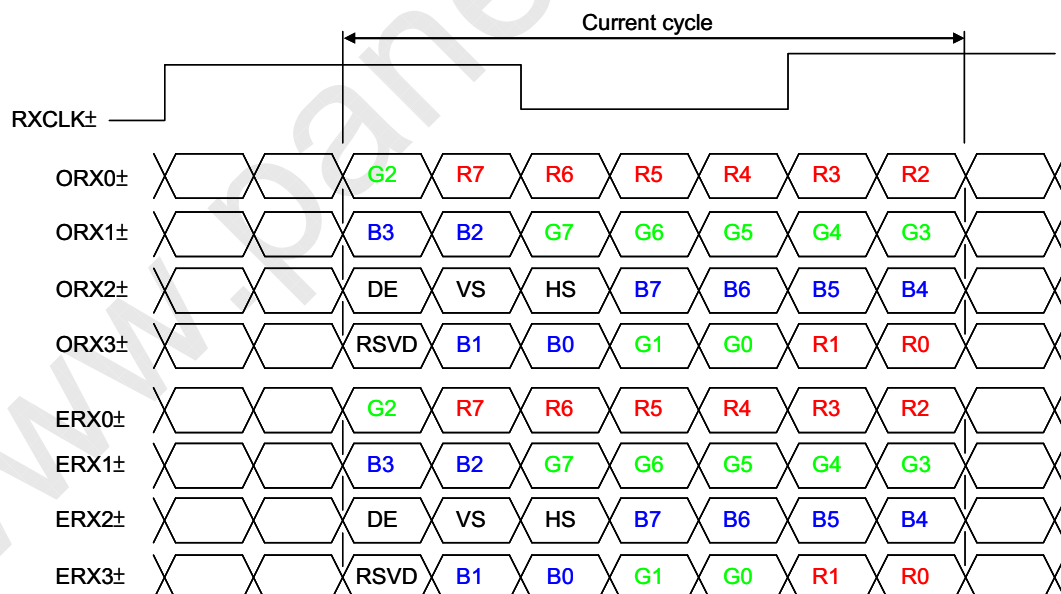 Current cycle
RXCLK±
ORX0± G2 R7 R6 R5 R4 R3 R2
ORX1± B3 B2 G7 G6 G5 G4 G3
ORX2± DE VS HS B7 B6 B5 B4
ORX3± RSVD B1 B0 G1 G0 R1 R0
ERX0± G2 R7 R6 R5 R4 R3 R2
ERX1± B3 B2 G7 G6 G5 G4 G3
ERX2± DE VS HS B7 B6 B5 B4
ERX3± RSVD B1 B0 G1 G0 R1 R0
www.pane